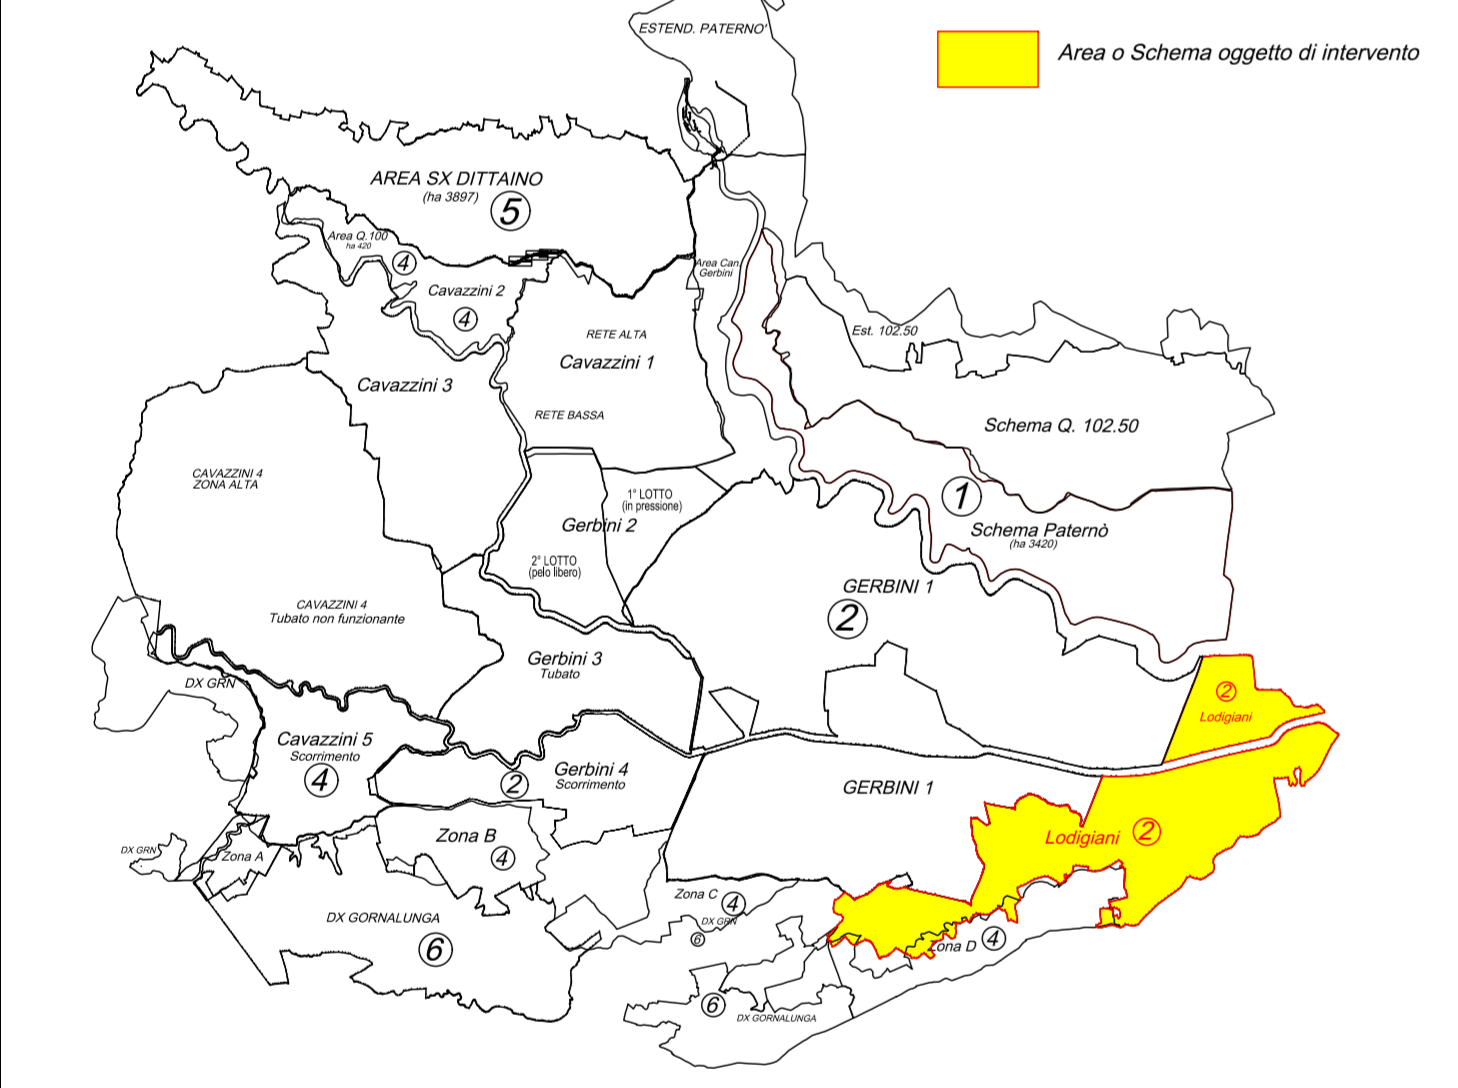 ESTEND. PATERNO'
Area o Schema oggetto di intervento
AREA SX DITTAINO
(ha 3897)
5
Area Q.100
ha 420
4
Cavazzini 2
4
Area Can.
Gerbini
Est. 102.50
RETE ALTA
Cavazzini 1
RETE BASSA
Cavazzini 3
Schema Q. 102.50
CAVAZZINI 4
ZONA ALTA
1° LOTTO
(in pressione)
Gerbini 2
2° LOTTO
(pelo libero)
1
Schema Paternò
(ha 3420)
GERBINI 1
2
CAVAZZINI 4
Tubato non funzionante
Gerbini 3
Tubato
DX GRN
2
Lodigiani
Cavazzini 5
Scorrimento
4
Gerbini 4
Scorrimento
2
GERBINI 1
Lodigiani
2
Zona B
4
DX GRN
Zona A
Zona C
4
DX GRN
6
DX GORNALUNGA
6
Zona D
4
6
DX GORNALUNGA